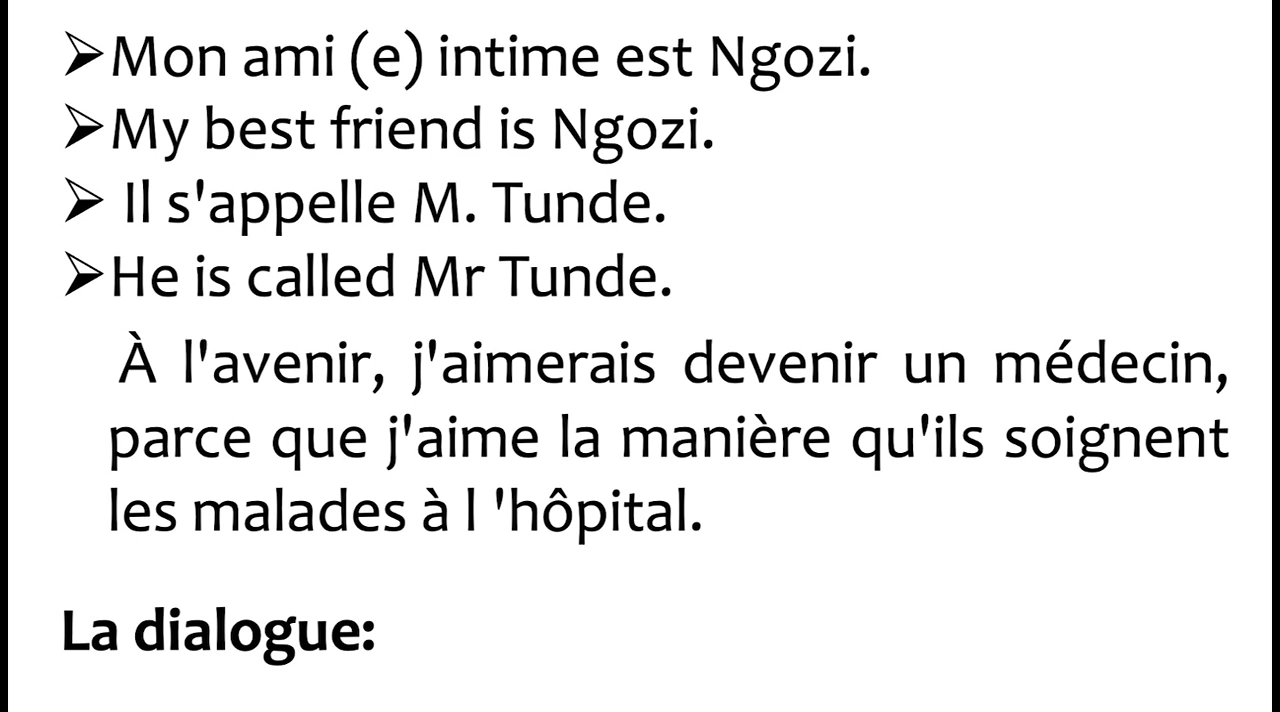 ➢Mon ami (e) intime est Ngozi.
➢My best friend is Ngozi.
➢ Il s'appelle M. Tunde.
➢He is called Mr Tunde.
À l'avenir, j'aimerais devenir un médecin,
parce que j'aime la manière qu'ils soignent
les malades à l 'hôpital.
La dialogue: